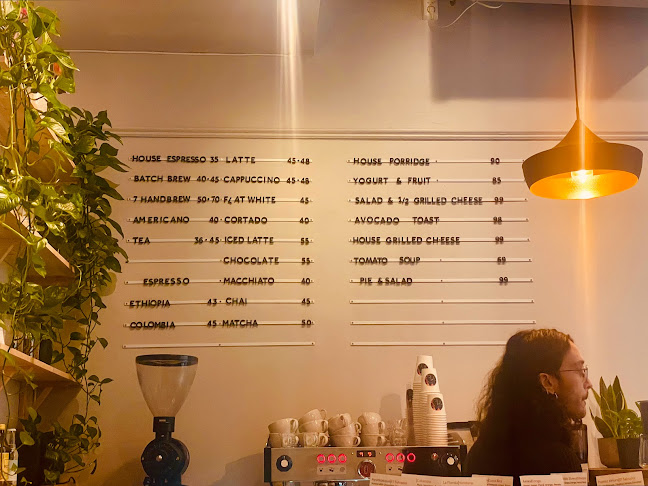 HOUSE ESPRESSO 35 LATTE 45·48
BATCH BREW 40·45 CAPPUCCINO 45·48
7 HANDBREW 50·70 FLAT WHITE 45
AMERICANO 40 CORTADO 40
TEA 36·45 ICED LATTE 55
CHOCOLATE 55
ESPRESSO MACCHIATO 40
ETHIOPIA 43 CHAI 45
COLOMBIA 45 MATCHA 50
HOUSE PORRIDGE 90
YOGURT & FRUIT 85
SALAD & 1/2 GRILLED CHEESE 99
AVOCADO TOAST 98
HOUSE GRILLED CHEESE 99
TOMATO SOUP 69
PIE & SALAD 99